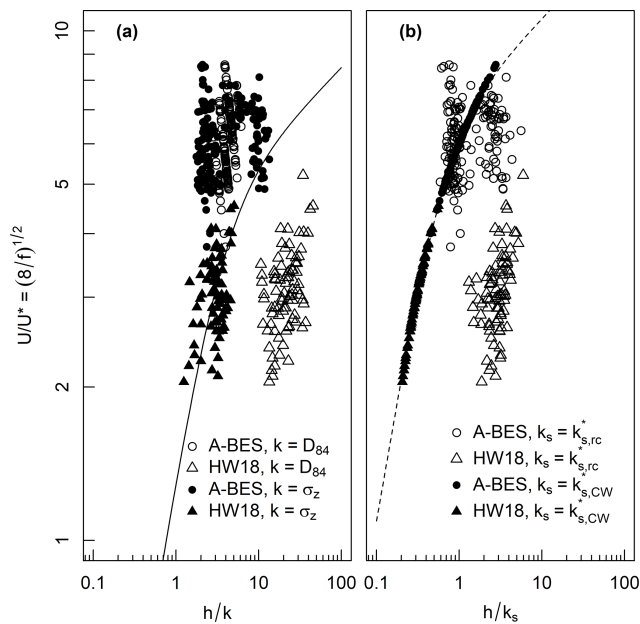 (a)
(b)
U/U* = (8/f)^1/2
10
5
2
1
A-BES, k = D84
HW18, k = D84
A-BES, k = σz
HW18, k = σz
A-BES, ks = k*s,rc
HW18, ks = k*s,rc
A-BES, ks = k*s,CW
HW18, ks = k*s,CW
0.1 1 10 100
0.1 1 10 100
h/k
h/ks